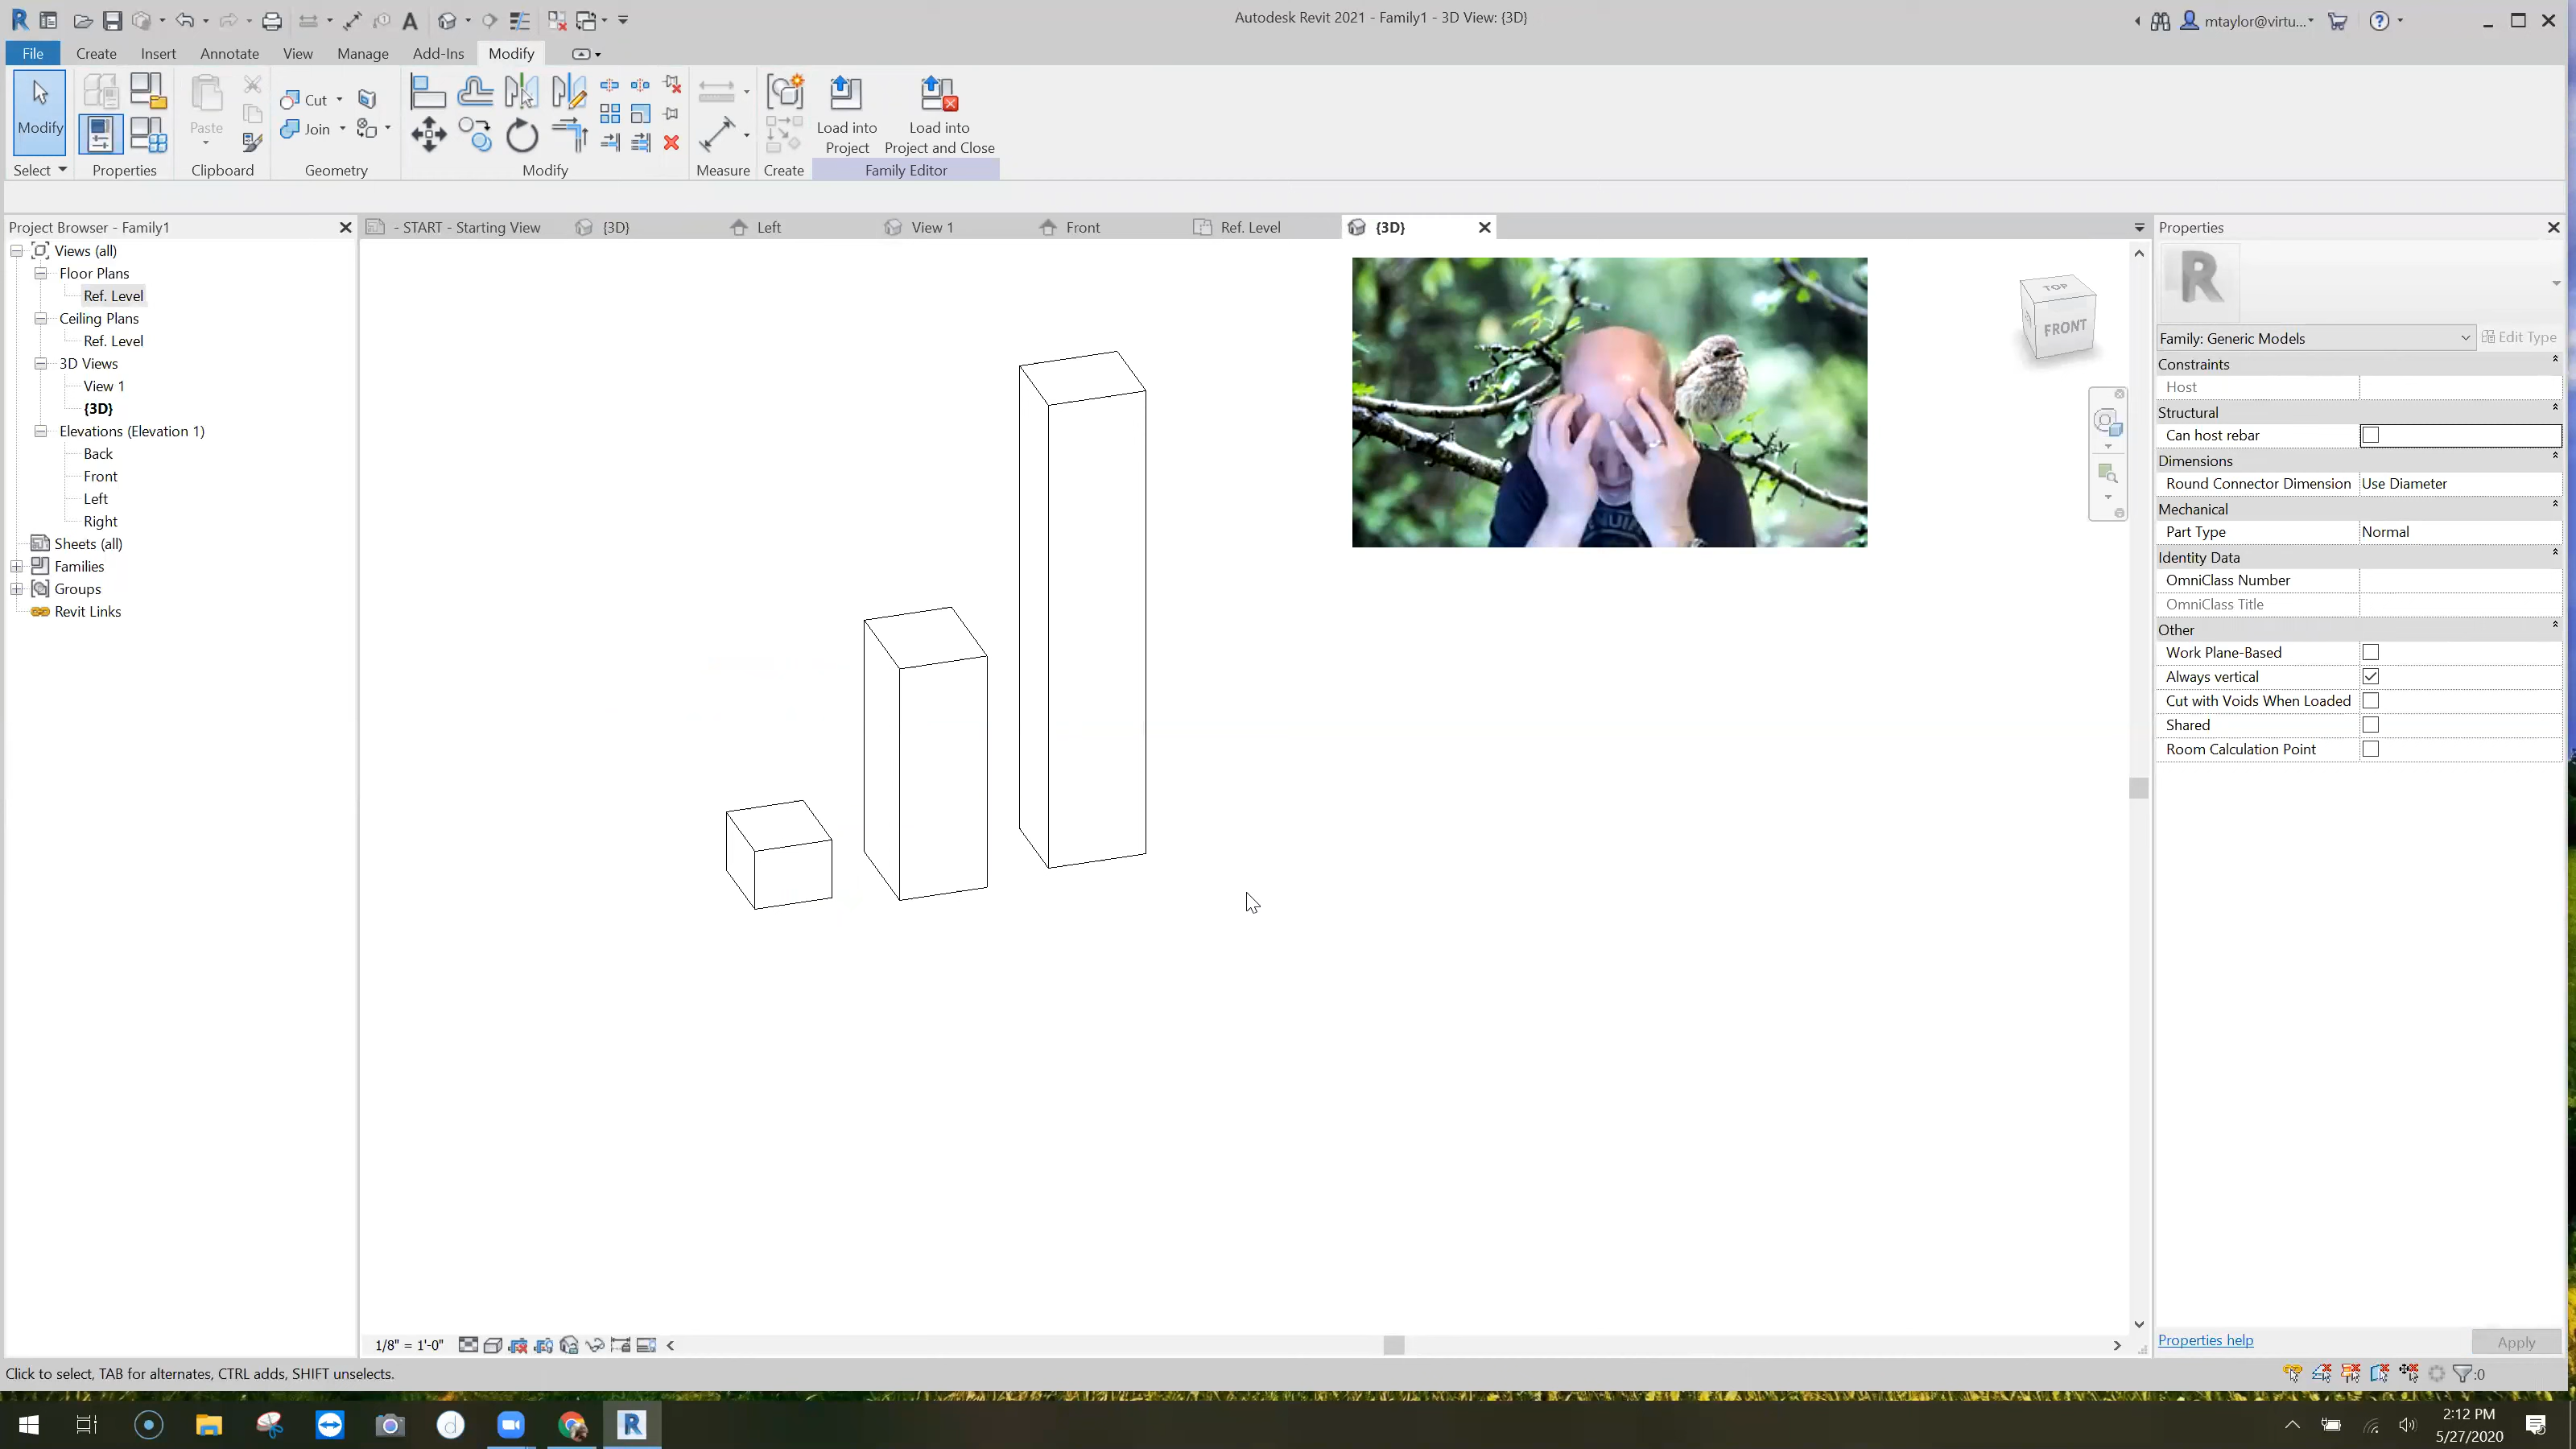 Autodesk Revit 2021 - Family1 - 3D View: {3D}
mtaylor@virtu...
File Create Insert Annotate View Manage Add-Ins Modify
Modify
Paste
Cut
Join
Load into Project
Load into Project and Close
Select Properties Clipboard Geometry Modify Measure Create Family Editor
Project Browser - Family1
Views (all)
Floor Plans
Ref. Level
Ceiling Plans
Ref. Level
3D Views
View 1
{3D}
Elevations (Elevation 1)
Back
Front
Left
Right
Sheets (all)
Families
Groups
Revit Links
- START - Starting View {3D} Left View 1 Front Ref. Level {3D}
TOP
FRONT
Properties
Family: Generic Models Edit Type
Constraints
Host
Structural
Can host rebar
Dimensions
Round Connector Dimension Use Diameter
Mechanical
Part Type Normal
Identity Data
OmniClass Number
OmniClass Title
Other
Work Plane-Based
Always vertical
Cut with Voids When Loaded
Shared
Room Calculation Point
Properties help Apply
1/8" = 1'-0"
Click to select, TAB for alternates, CTRL adds, SHIFT unselects.
:0
2:12 PM
5/27/2020